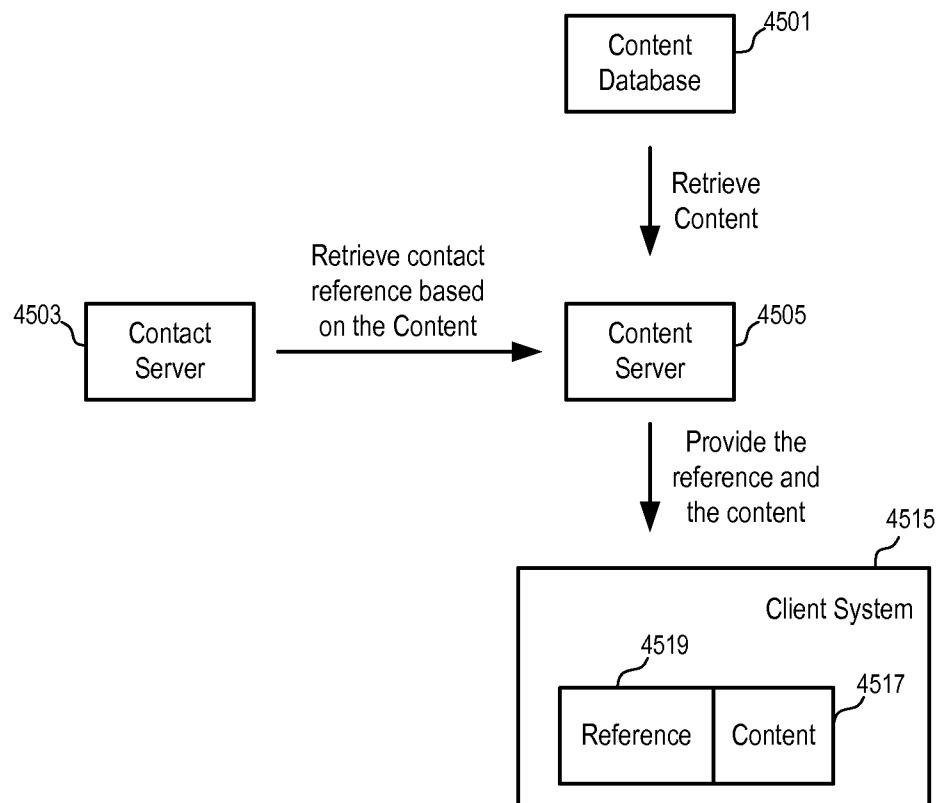 4501
Content
Database
Retrieve
Content
Retrieve contact
reference based
on the Content
4503
Contact
Server
4505
Content
Server
Provide the
reference and
the content
4515
Client System
4519
4517
Reference
Content